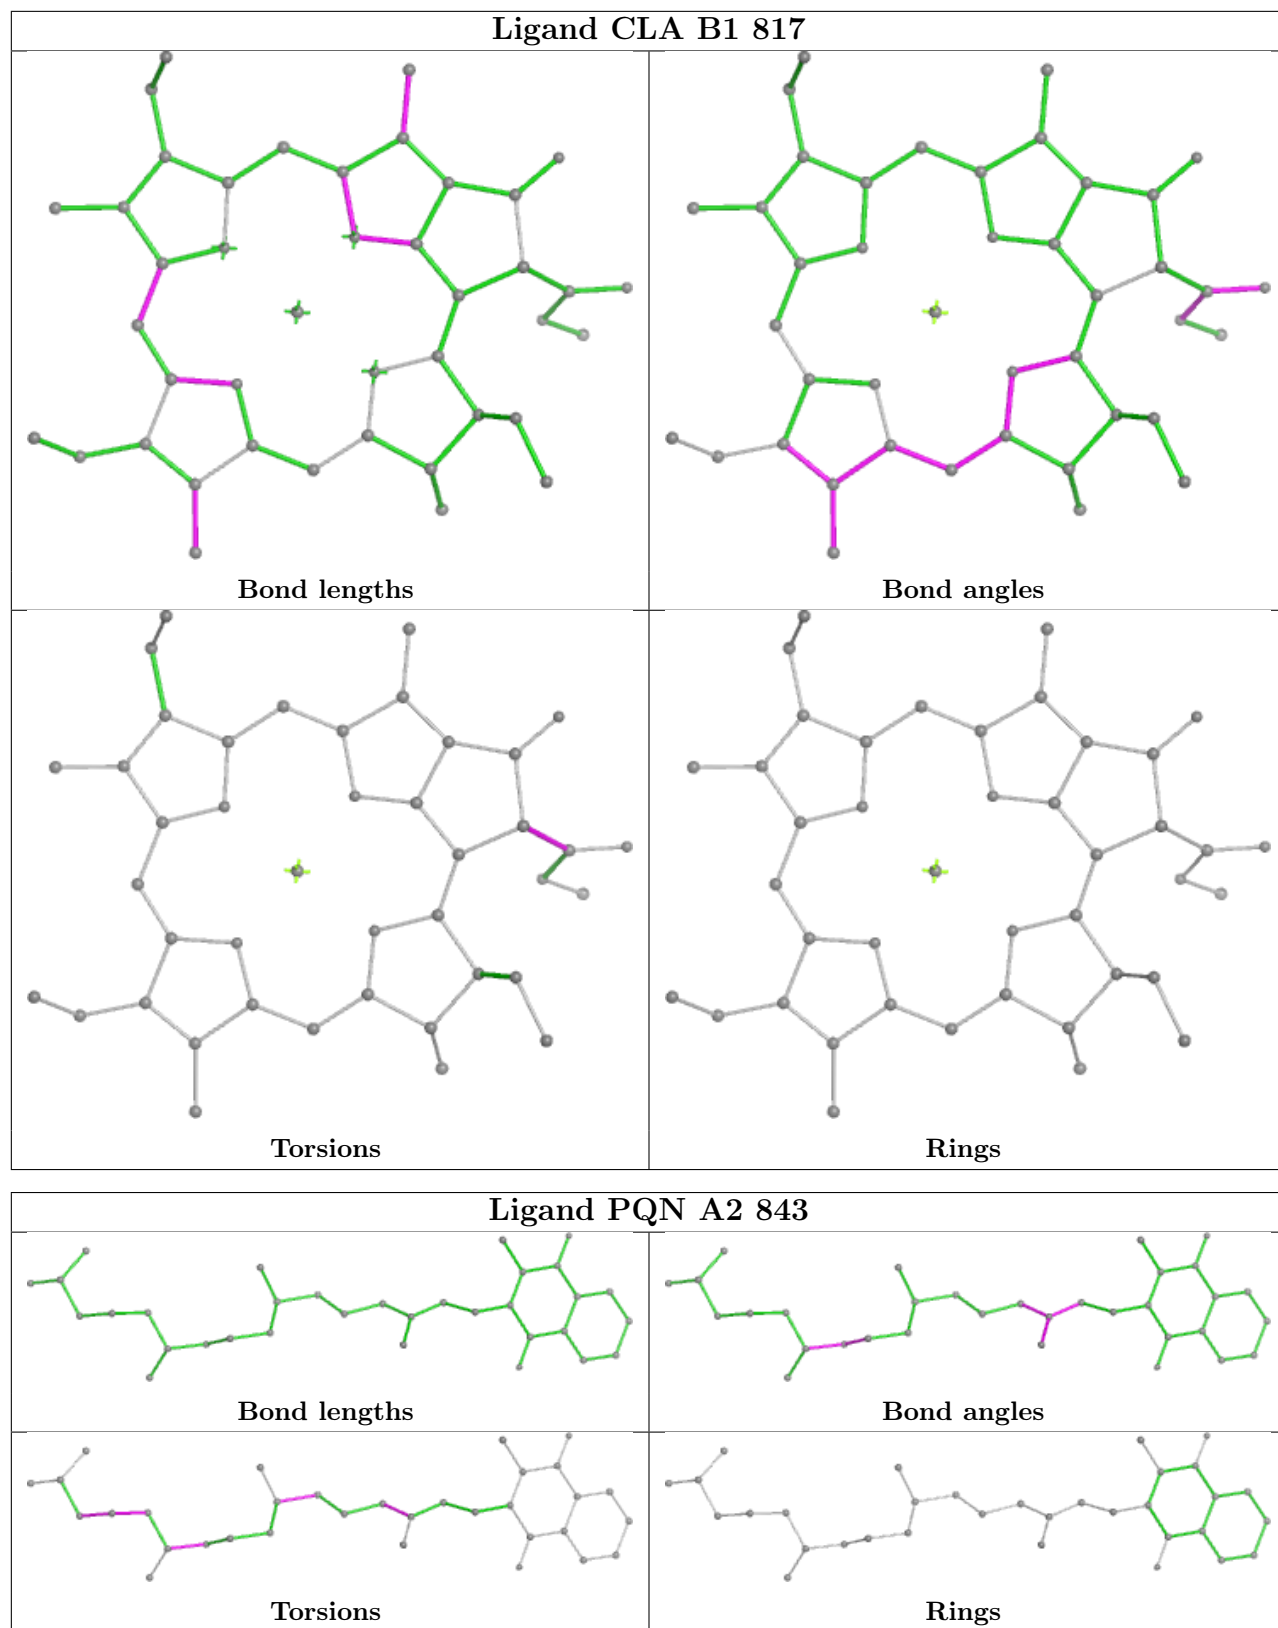 Ligand CLA B1 817
Bond lengths
Bond angles
Torsions
Rings
Ligand PQN A2 843
Bond lengths
Bond angles
Torsions
Rings